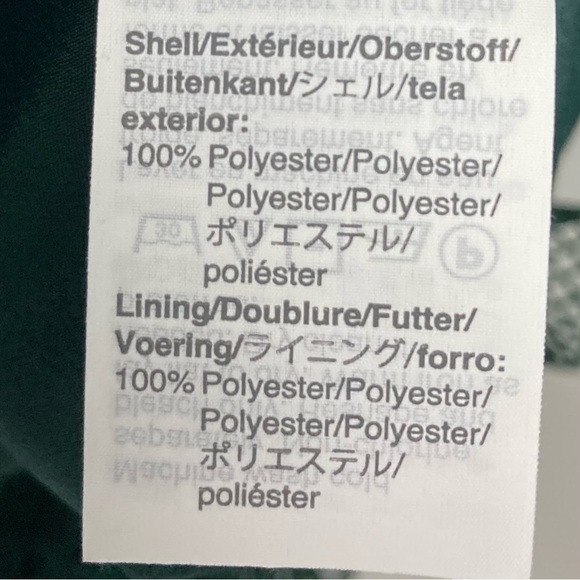 Shell/Extérieur/Oberstoff/
Buitenkant/シェル/tela
exterior:
100% Polyester/Polyester/
Polyester/Polyester/
ポリエステル/
poliéster
Lining/Doublure/Futter/
Voering/ライニング/forro:
100% Polyester/Polyester/
Polyester/Polyester/
ポリエステル/
poliéster